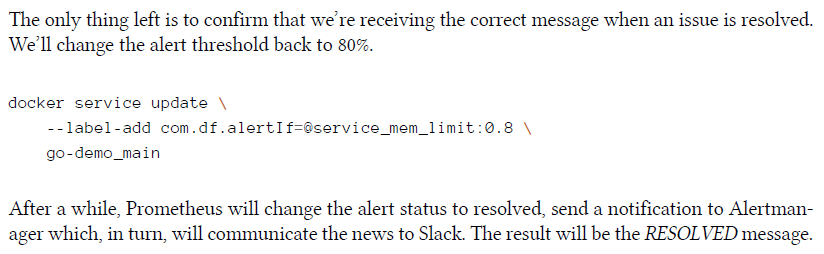 The only thing left is to confirm that we’re receiving the correct message when an issue is resolved.
We’ll change the alert threshold back to 80%.
docker service update \
--label-add com.df.alertIf=@service_mem_limit:0.8 \
go-demo_main
After a while, Prometheus will change the alert status to resolved, send a notification to Alertman-
ager which, in turn, will communicate the news to Slack. The result will be the RESOLVED message.